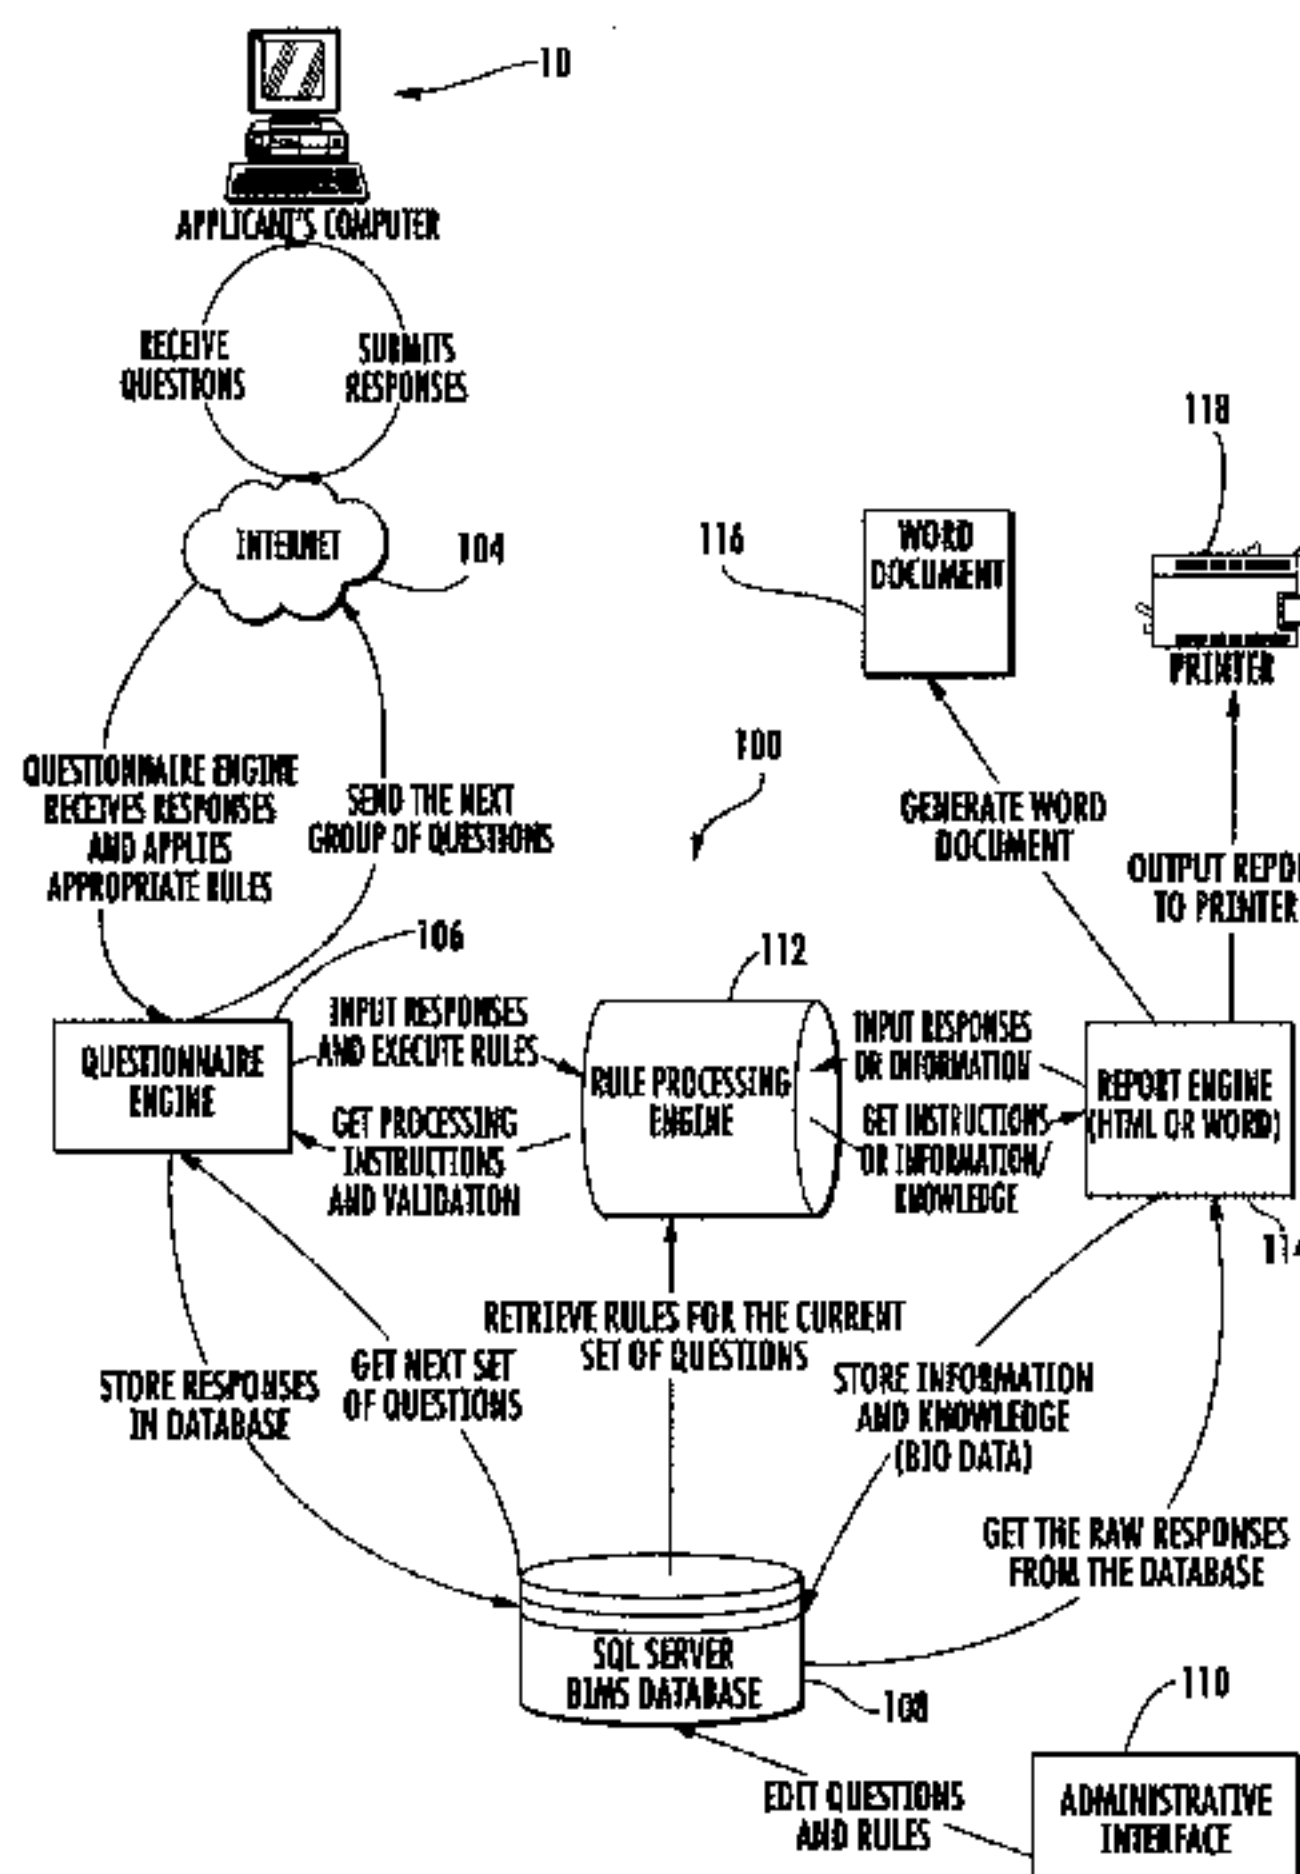 10
APPLICANT'S COMPUTER
RECEIVE
QUESTIONS
SUBMITS
RESPONSES
INTERNET
104
116
WORD
DOCUMENT
118
PRINTER
100
QUESTIONNAIRE ENGINE
RECEIVES RESPONSES
AND APPLIES
APPROPRIATE RULES
SEND THE NEXT
GROUP OF QUESTIONS
GENERATE WORD
DOCUMENT
OUTPUT
TO PRINTER
106
112
QUESTIONNAIRE
ENGINE
INPUT RESPONSES
AND EXECUTE RULES
GET PROCESSING
INSTRUCTIONS
AND VALIDATION
RULE PROCESSING
ENGINE
INPUT RESPONSES
OR INFORMATION
GET INSTRUCTIONS
OR INFORMATION/
KNOWLEDGE
REPORT ENGINE
(HTML OR WORD)
RETRIEVE RULES FOR THE CURRENT
SET OF QUESTIONS
STORE RESPONSES
IN DATABASE
GET NEXT SET
OF QUESTIONS
STORE INFORMATION
AND KNOWLEDGE
(BIO DATA)
GET THE RAW RESPONSES
FROM THE DATABASE
SQL SERVER
BIMS DATABASE
108
110
EDIT QUESTIONS
AND RULES
ADMINISTRATIVE
INTERFACE